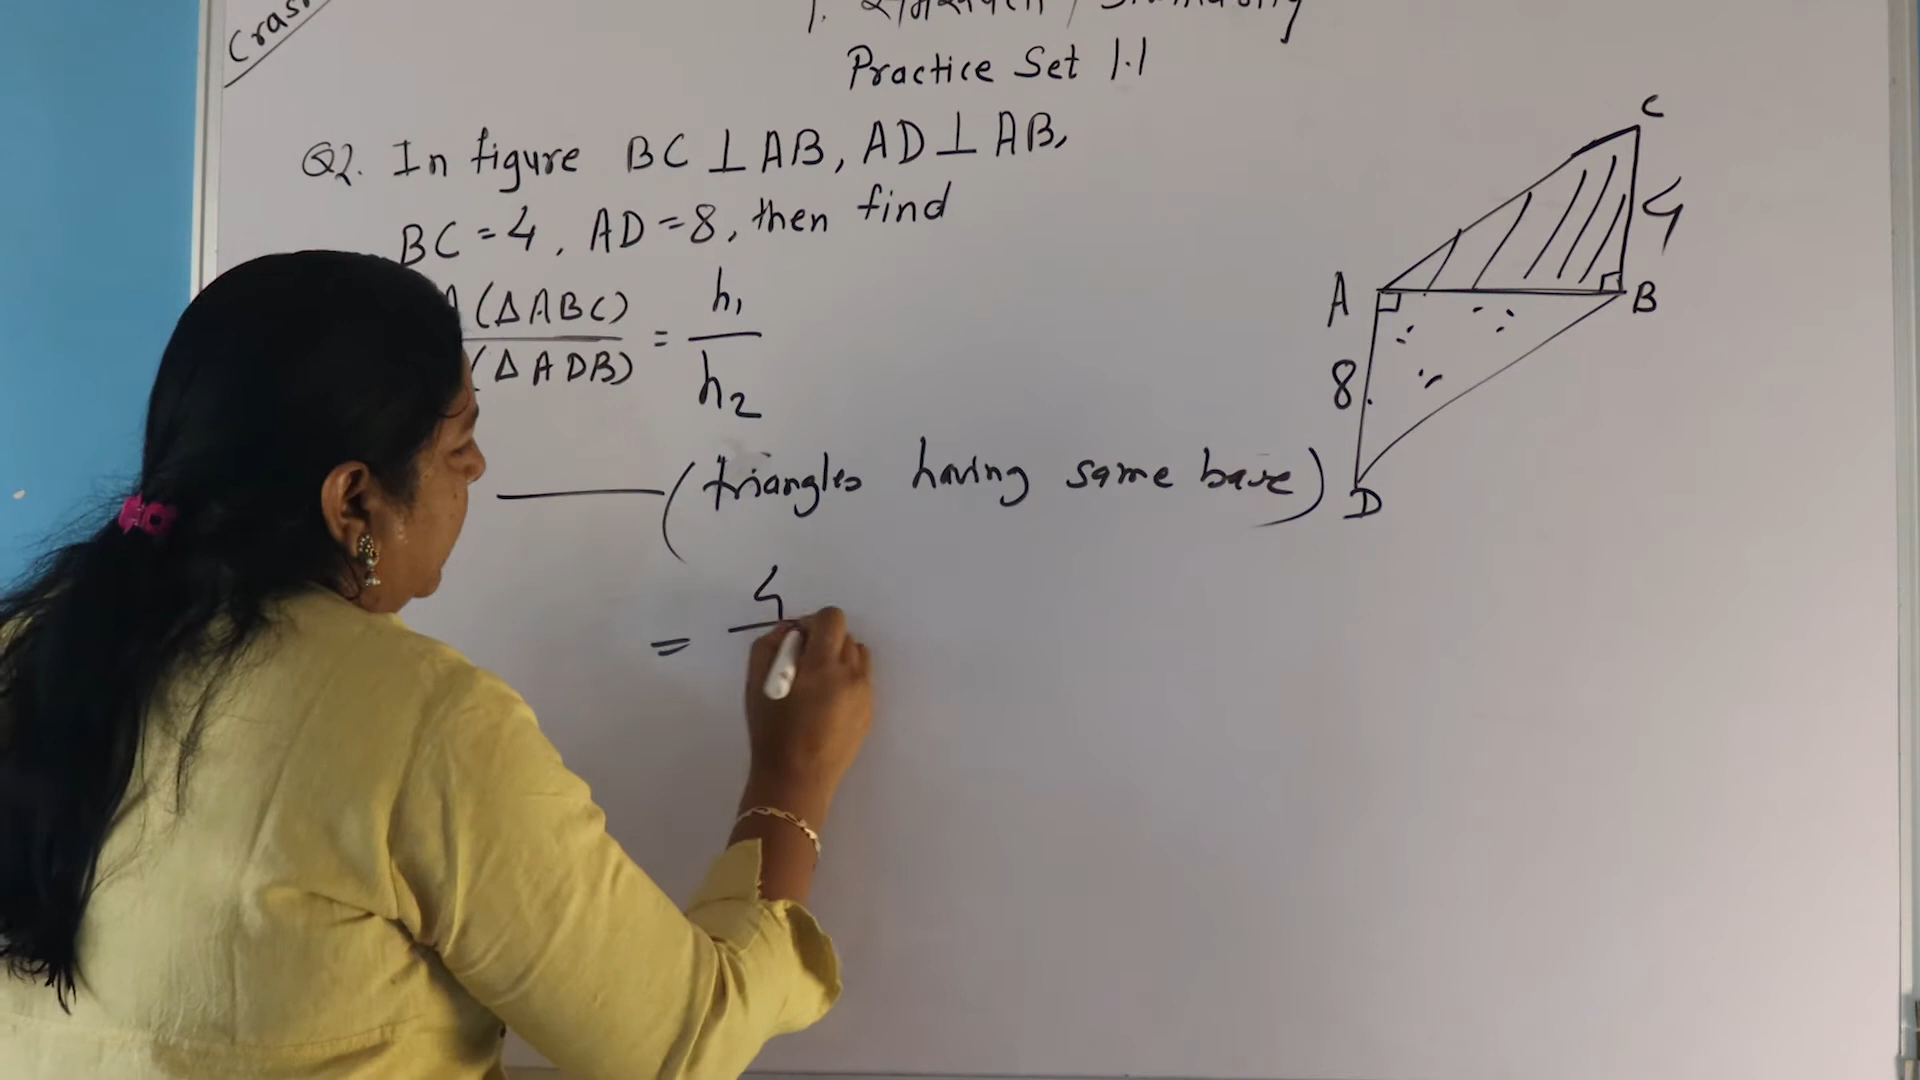 Practice Set 1.1
Q2. In figure BC ⊥ AB, AD ⊥ AB,
BC = 4, AD = 8, then find
(ΔABC) = h₁
(ΔADB) h₂
(triangles having same base)
= 4
C
4
A B
8
D